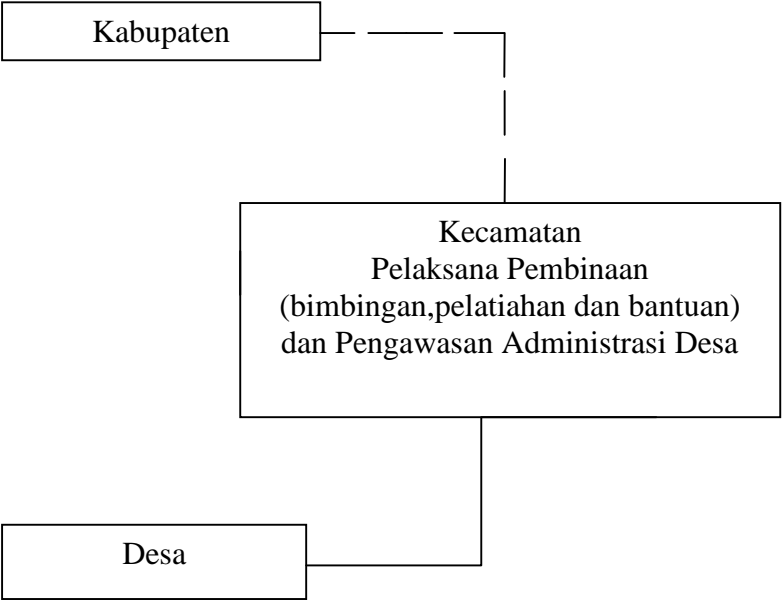 Kabupaten
Kecamatan
Pelaksana Pembinaan
(bimbingan,pelatiahan dan bantuan)
dan Pengawasan Administrasi Desa
Desa